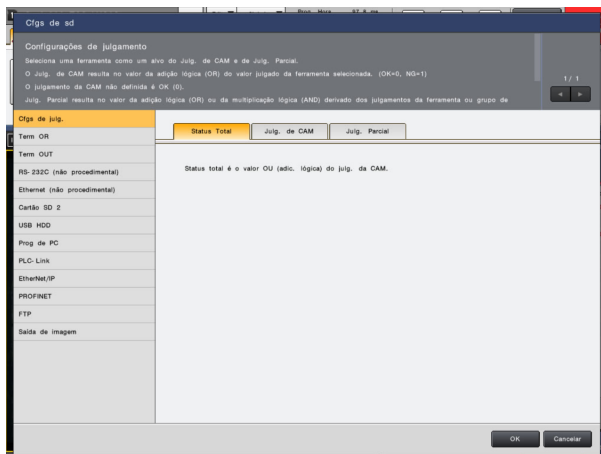 Cfgs de sd
Configurações de julgamento
Seleciona uma ferramenta como um alvo do Julg. de CAM e de Julg. Parcial.
O Julg. de CAM resulta no valor da adição lógica (OR) do valor julgado da ferramenta selecionada. (OK=0, NG=1)
O julgamento da CAM não definida é OK (0).
Julg. Parcial resulta no valor da adição lógica (OR) ou da multiplicação lógica (AND) derivado dos julgamentos da ferramenta ou grupo de
1/ 1
Cfgs de julg.
Term OR
Term OUT
RS-232C (não procedimental)
Ethernet (não procedimental)
Cartão SD 2
USB HDD
Prog de PC
PLC-Link
EtherNet/IP
PROFINET
FTP
Saída de imagem
Status Total
Julg. de CAM
Julg. Parcial
Status total é o valor OU (adic. lógica) do julg. da CAM.
OK
Cancelar